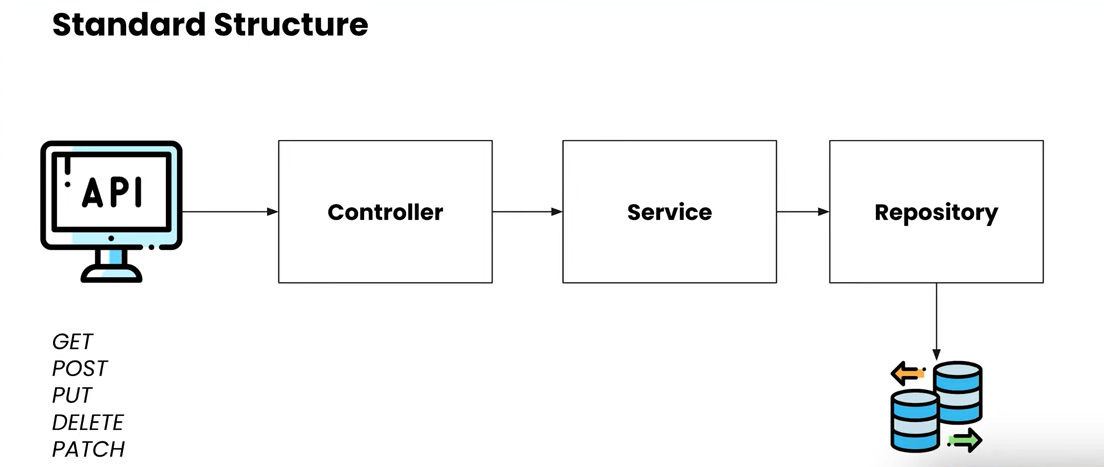 Standard Structure
API
Controller
Service
Repository
GET
POST
PUT
DELETE
PATCH